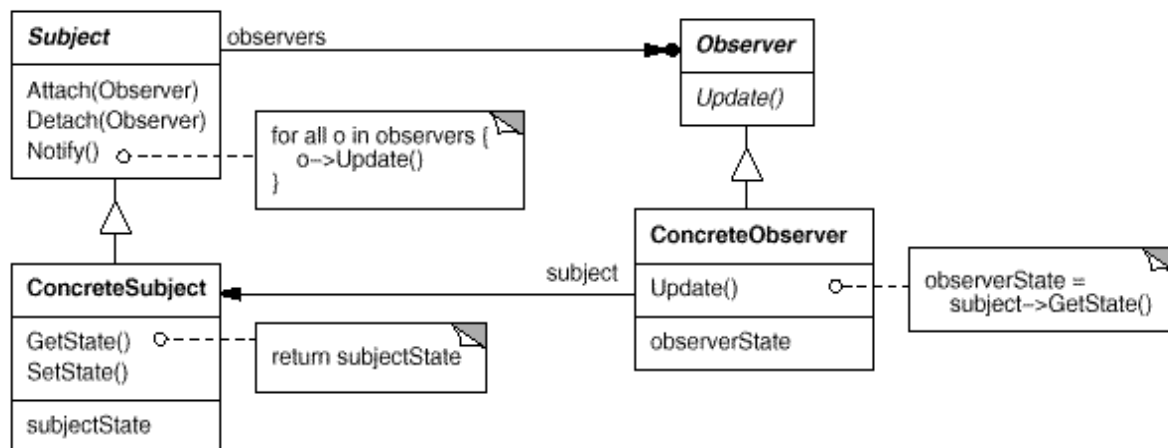 Subject
Attach(Observer)
Detach(Observer)
Notify()
observers
for all o in observers {
o->Update()
}
Observer
Update()
ConcreteObserver
Update()
observerState
observerState =
subject->GetState()
subject
ConcreteSubject
GetState()
SetState()
subjectState
return subjectState